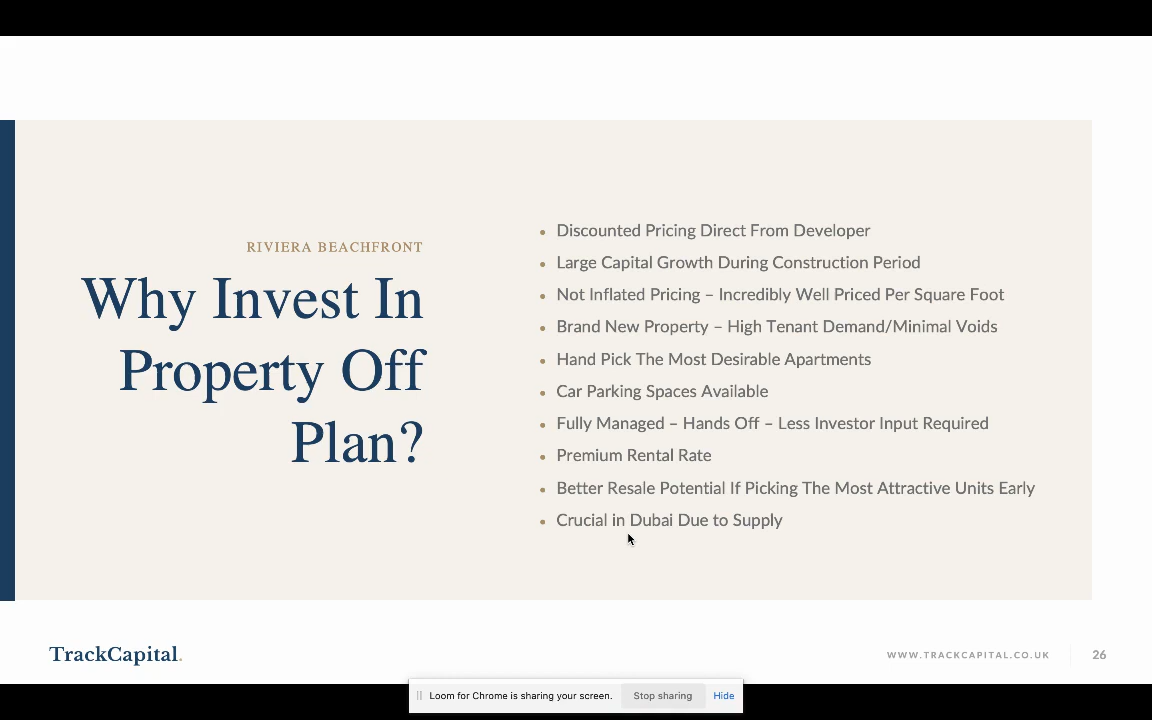 RIVIERA BEACHFRONT
Why Invest In
Property Off
Plan?
• Discounted Pricing Direct From Developer
• Large Capital Growth During Construction Period
• Not Inflated Pricing – Incredibly Well Priced Per Square Foot
• Brand New Property – High Tenant Demand/Minimal Voids
• Hand Pick The Most Desirable Apartments
• Car Parking Spaces Available
• Fully Managed – Hands Off – Less Investor Input Required
• Premium Rental Rate
• Better Resale Potential If Picking The Most Attractive Units Early
• Crucial in Dubai Due to Supply
TrackCapital.
WWW.TRACKCAPITAL.CO.UK
26
Loom for Chrome is sharing your screen.
Stop sharing
Hide